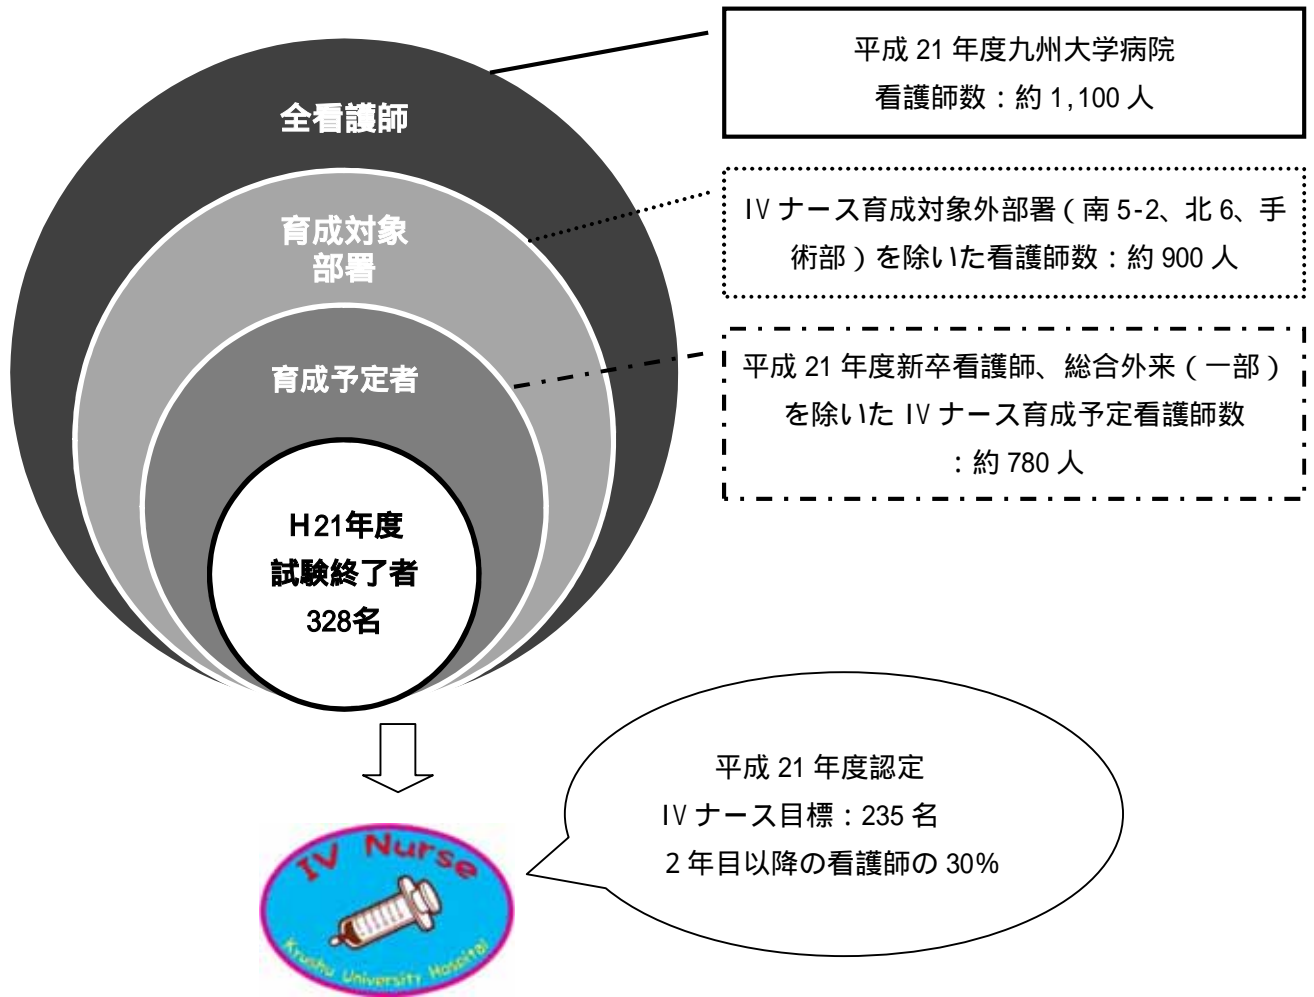 全看護師
育成対象
部署
育成予定者
H21年度
試験終了者
328名
平成 21 年度九州大学病院
看護師数：約 1,100 人
IV ナース育成対象外部署（南 5-2、北 6、手
術部）を除いた看護師数：約 900 人
平成 21 年度新卒看護師、総合外来（一部）
を除いた IV ナース育成予定看護師数
：約 780 人
平成 21 年度認定
IV ナース目標：235 名
2 年目以降の看護師の 30%
IV Nurse
Kyushu University Hospital